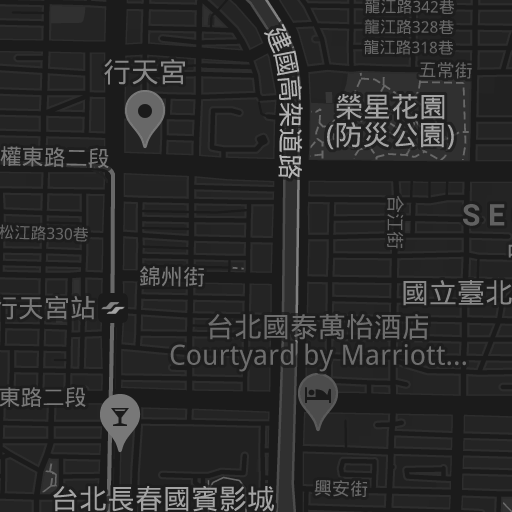 龍江路342巷
龍江路328巷
龍江路318巷
建國高架道路
五常街
行天宮
榮星花園
(防災公園)
權東路二段
合江街
SE
松江路330巷
錦州街
國立臺北
行天宮站
台北國泰萬怡酒店
Courtyard by Marriott...
東路二段
興安街
台北長春國賓影城